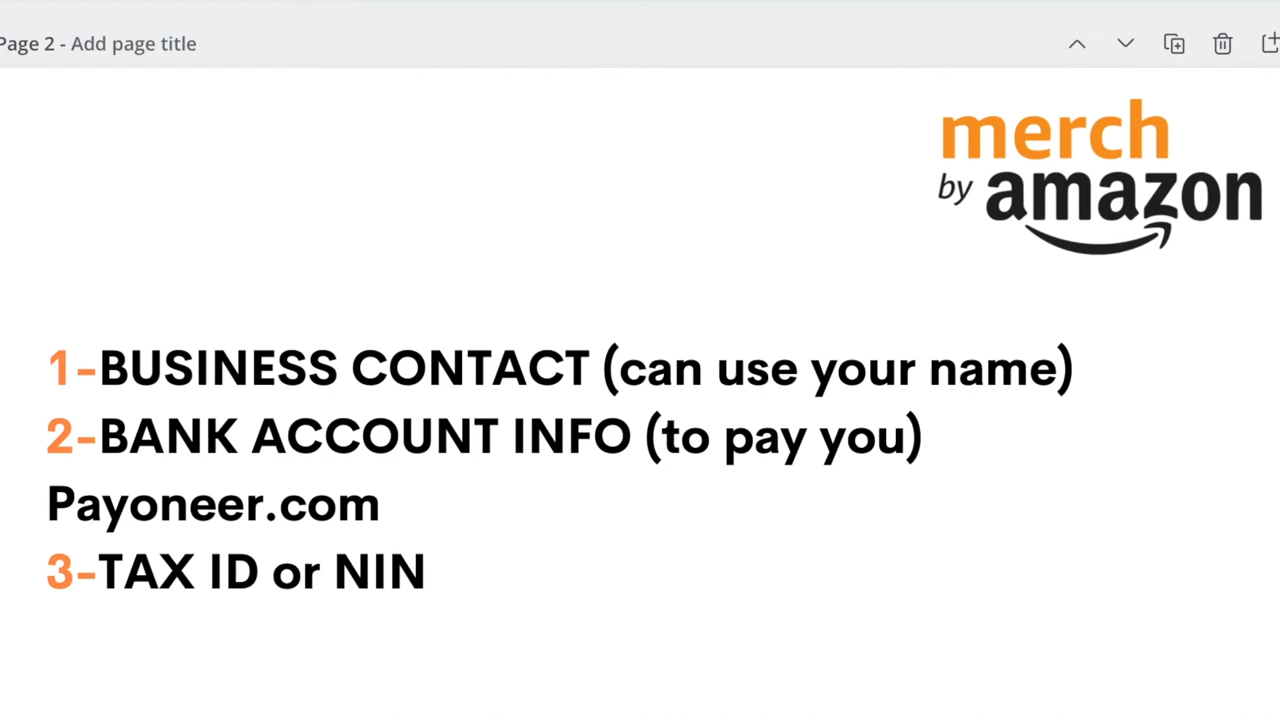 Page 2 - Add page title
merch
by amazon
1-BUSINESS CONTACT (can use your name)
2-BANK ACCOUNT INFO (to pay you)
Payoneer.com
3-TAX ID or NIN